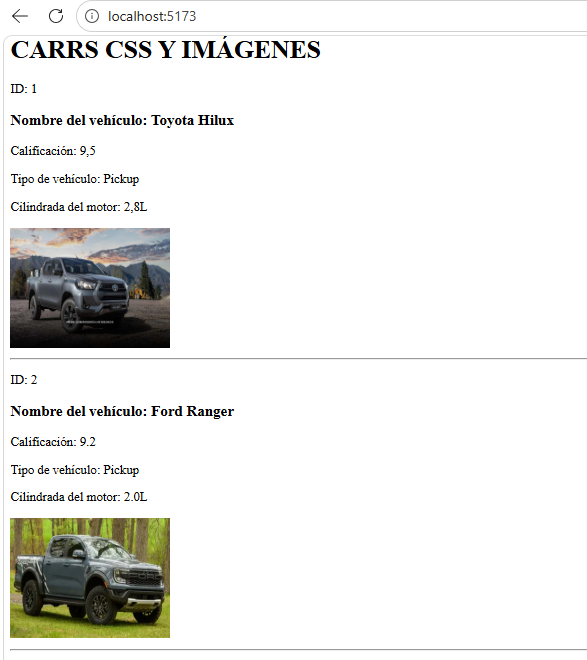 localhost:5173
CARRS CSS Y IMÁGENES
ID: 1
Nombre del vehículo: Toyota Hilux
Calificación: 9,5
Tipo de vehículo: Pickup
Cilindrada del motor: 2,8L
ID: 2
Nombre del vehículo: Ford Ranger
Calificación: 9.2
Tipo de vehículo: Pickup
Cilindrada del motor: 2.0L